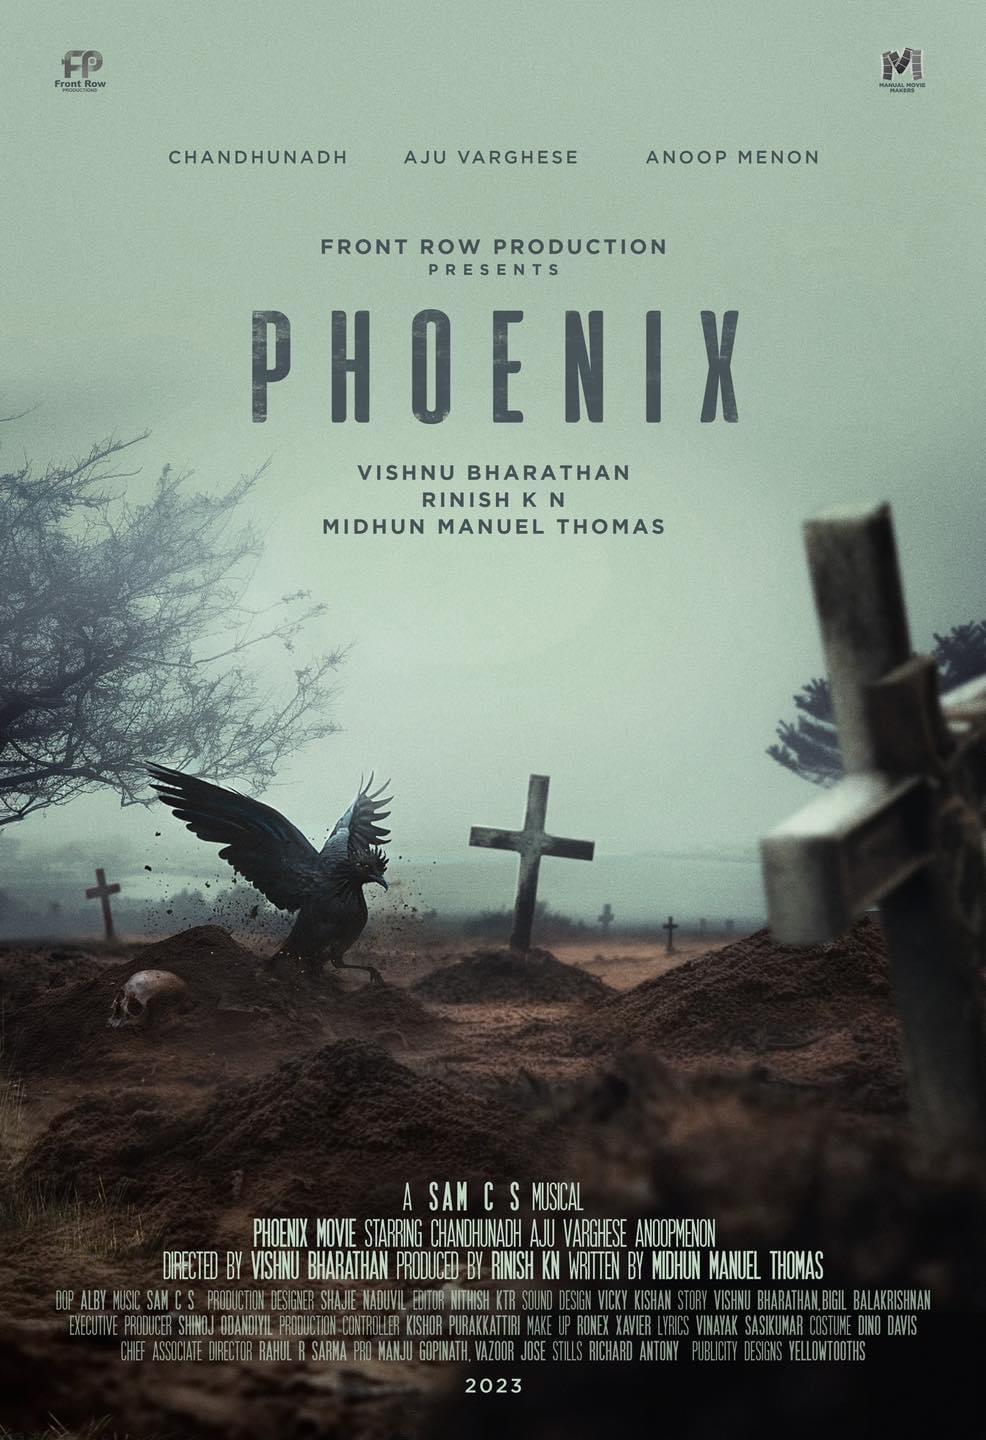 FP
Front Row
PRODUCTIONS
M
MANUAL MOVIE
MAKERS
CHANDHUNADH AJU VARGHESE ANOOP MENON
FRONT ROW PRODUCTION
PRESENTS
PHOENIX
VISHNU BHARATHAN
RINISH K N
MIDHUN MANUEL THOMAS
A SAM C S MUSICAL
PHOENIX MOVIE STARRING CHANDHUNADH AJU VARGHESE ANOOPMENON
DIRECTED BY VISHNU BHARATHAN PRODUCED BY RINISH KN WRITTEN BY MIDHUN MANUEL THOMAS
DOP ALBY MUSIC SAM C S PRODUCTION DESIGNER SHAJIE NADUVIL EDITOR NITHISH KTR SOUND DESIGN VICKY KISHAN STORY VISHNU BHARATHAN,BIGIL BALAKRISHNAN
EXECUTIVE PRODUCER SHINOJ ODANDIYIL PRODUCTION CONTROLLER KISHOR PURAKKATTIRI MAKE UP RONEX XAVIER LYRICS VINAYAK SASIKUMAR COSTUME DINO DAVIS
CHIEF ASSOCIATE DIRECTOR RAHUL R SARMA PRO MANJU GOPINATH, VAZOOR JOSE STILLS RICHARD ANTONY PUBLICITY DESIGNS YELLOWTOOTHS
2023